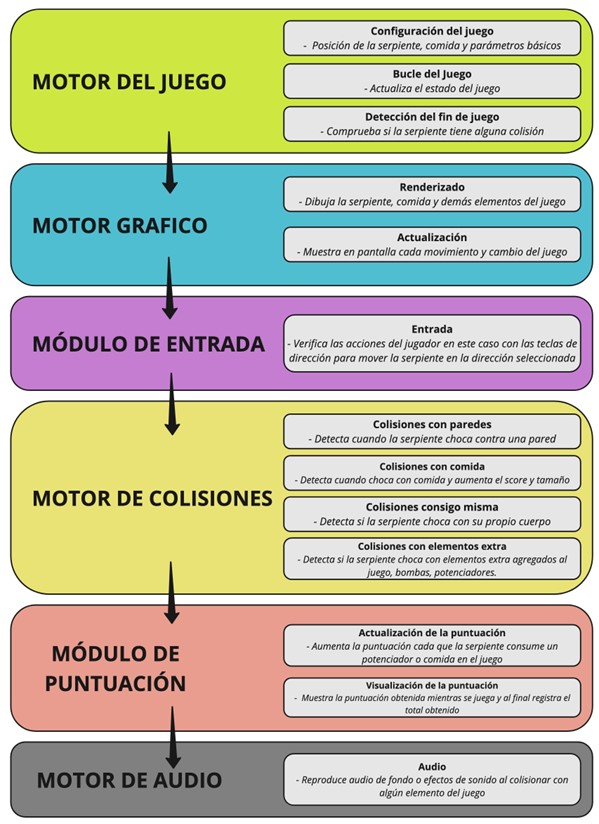 MOTOR DEL JUEGO
Configuración del juego
- Posición de la serpiente, comida y parámetros básicos
Bucle del Juego
- Actualiza el estado del juego
Detección del fin de juego
- Comprueba si la serpiente tiene alguna colisión
MOTOR GRAFICO
Renderizado
- Dibuja la serpiente, comida y demás elementos del juego
Actualización
- Muestra en pantalla cada movimiento y cambio del juego
MÓDULO DE ENTRADA
Entrada
- Verifica las acciones del jugador en este caso con las teclas de
dirección para mover la serpiente en la dirección seleccionada
MOTOR DE COLISIONES
Colisiones con paredes
- Detecta cuando la serpiente choca contra una pared
Colisiones con comida
- Detecta cuando choca con comida y aumenta el score y tamaño
Colisiones consigo misma
- Detecta si la serpiente choca con su propio cuerpo
Colisiones con elementos extra
- Detecta si la serpiente choca con elementos extra agregados al
juego, bombas, potenciadores.
MÓDULO DE
PUNTUACIÓN
Actualización de la puntuación
- Aumenta la puntuación cada que la serpiente consume un
potenciador o comida en el juego
Visualización de la puntuación
- Muestra la puntuación obtenida mientras se juega y al final registra el
total obtenido
MOTOR DE AUDIO
Audio
- Reproduce audio de fondo o efectos de sonido al colisionar con
algún elemento del juego